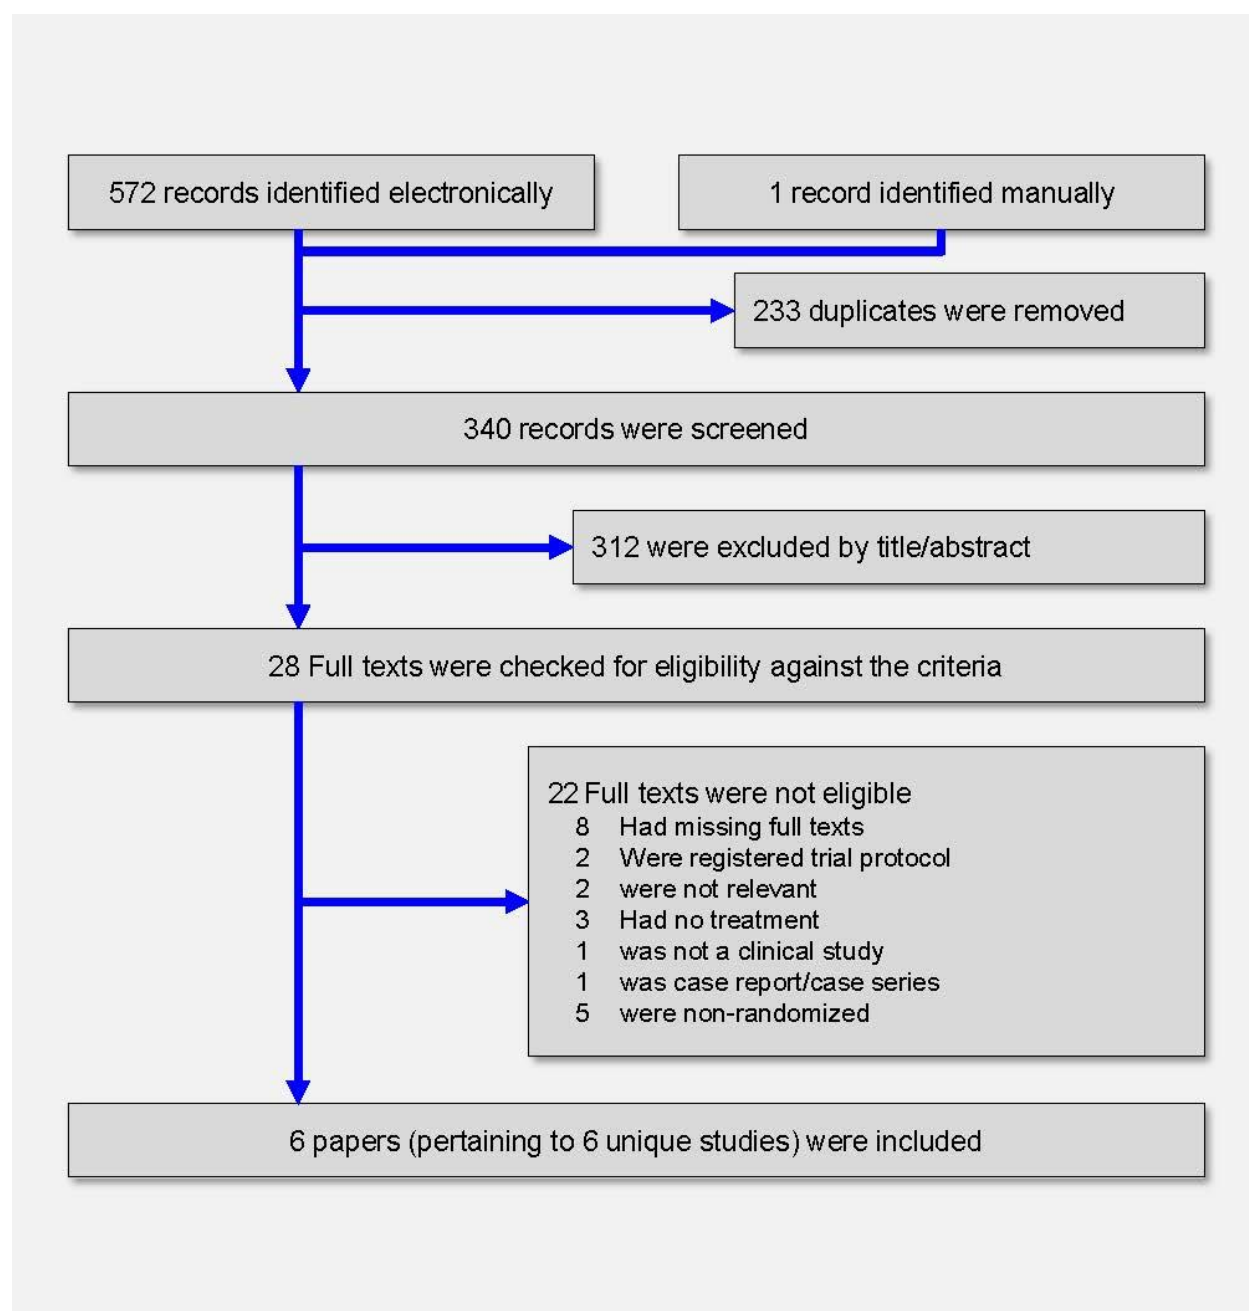 572 records identified electronically
1 record identified manually
233 duplicates were removed
340 records were screened
312 were excluded by title/abstract
28 Full texts were checked for eligibility against the criteria
22 Full texts were not eligible
8 Had missing full texts
2 Were registered trial protocol
2 were not relevant
3 Had no treatment
1 was not a clinical study
1 was case report/case series
5 were non-randomized
6 papers (pertaining to 6 unique studies) were included